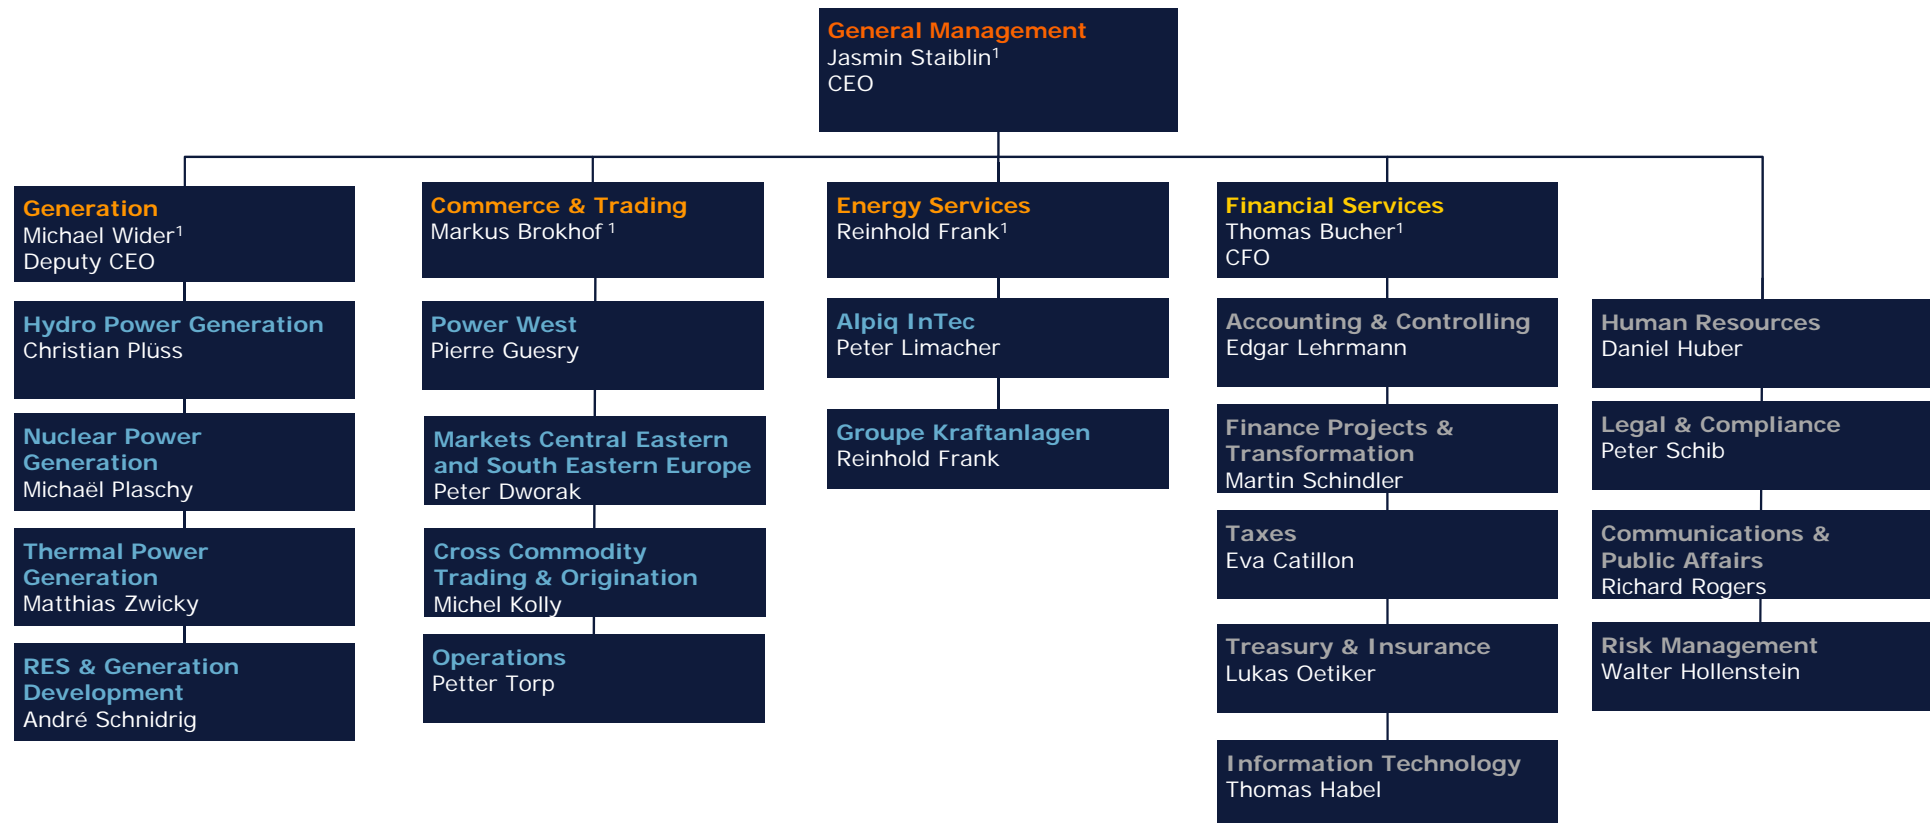 General Management
Jasmin Staiblin¹
CEO
Generation
Michael Wider¹
Deputy CEO
Hydro Power Generation
Christian Plüss
Nuclear Power
Generation
Michaël Plaschy
Thermal Power
Generation
Matthias Zwicky
RES & Generation
Development
André Schnidrig
Commerce & Trading
Markus Brokhof ¹
Power West
Pierre Guesry
Markets Central Eastern
and South Eastern Europe
Peter Dworak
Cross Commodity
Trading & Origination
Michel Kolly
Operations
Petter Torp
Energy Services
Reinhold Frank¹
Alpiq InTec
Peter Limacher
Groupe Kraftanlagen
Reinhold Frank
Financial Services
Thomas Bucher¹
CFO
Accounting & Controlling
Edgar Lehrmann
Finance Projects &
Transformation
Martin Schindler
Taxes
Eva Catillon
Treasury & Insurance
Lukas Oetiker
Information Technology
Thomas Habel
Human Resources
Daniel Huber
Legal & Compliance
Peter Schib
Communications &
Public Affairs
Richard Rogers
Risk Management
Walter Hollenstein